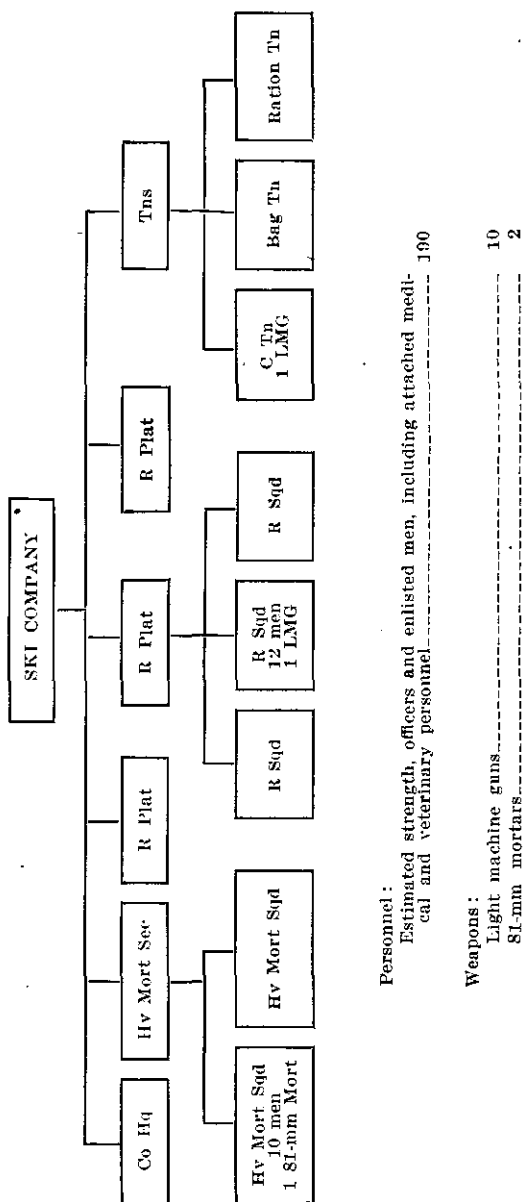 SKI COMPANY
Co Hq
Hv Mort Sec
R Plat
R Plat
R Plat
Tns
Hv Mort Sqd
10 men
1 81-mm Mort
Hv Mort Sqd
R Sqd
R Sqd
12 men
1 LMG
R Sqd
C Tn
1 LMG
Bag Tn
Ration Tn
Personnel:
Estimated strength, officers and enlisted men, including attached medi-
cal and veterinary personnel 190
Weapons:
Light machine guns 10
81-mm mortars 2